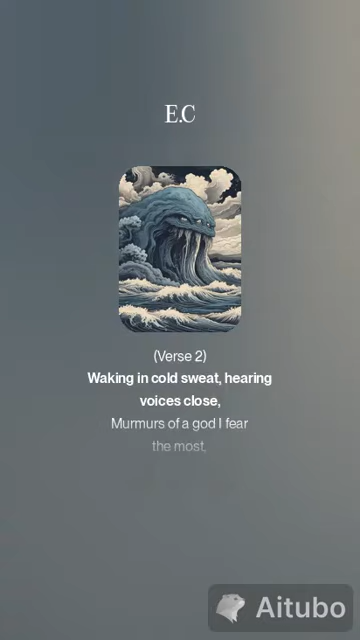 E.C
(Verse 2)
Waking in cold sweat, hearing
voices close,
Murmurs of a god I fear
the most,
Aitubo